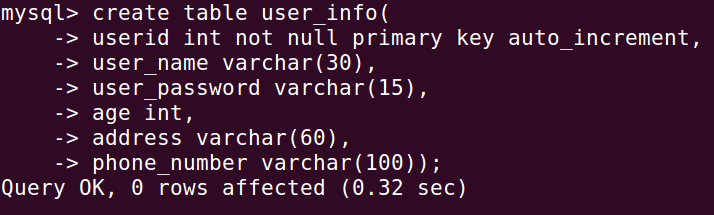 mysql> create table user_info(
    -> userid int not null primary key auto_increment,
    -> user_name varchar(30),
    -> user_password varchar(15),
    -> age int,
    -> address varchar(60),
    -> phone_number varchar(100));
Query OK, 0 rows affected (0.32 sec)